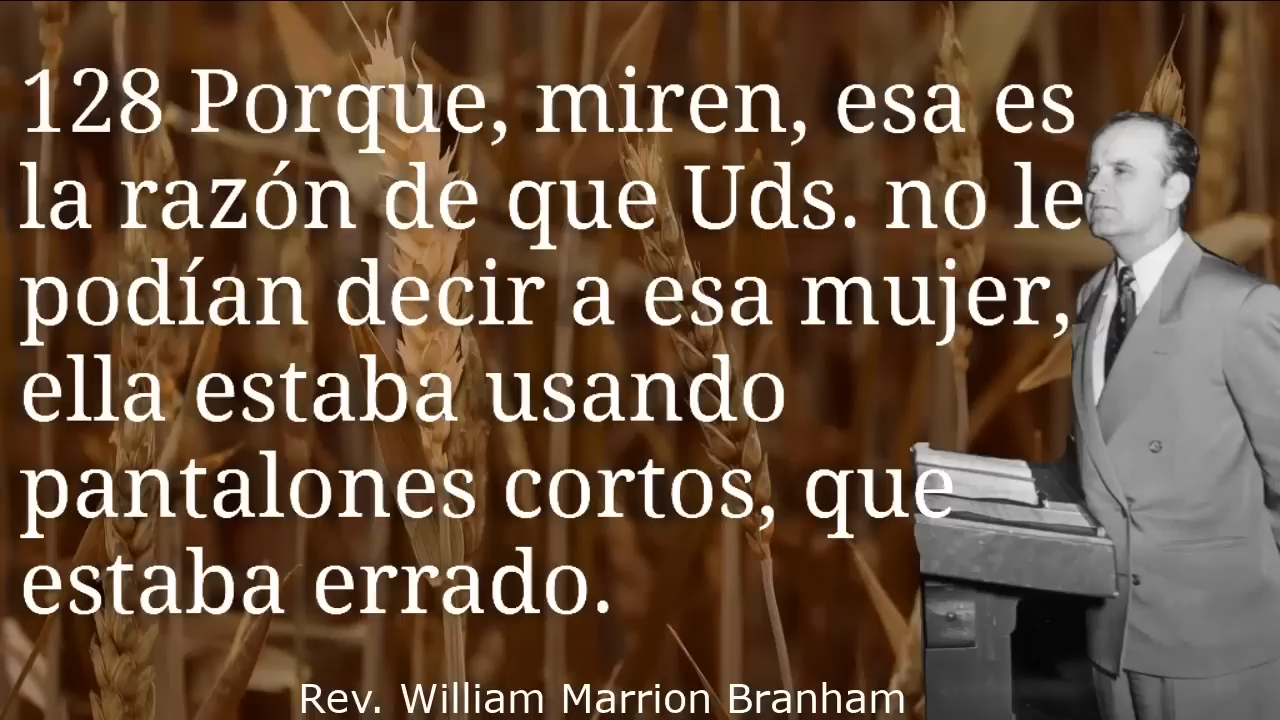 128 Porque, miren, esa es
la razón de que Uds. no le
podían decir a esa mujer,
ella estaba usando
pantalones cortos, que
estaba errado.
Rev. William Marrion Branham